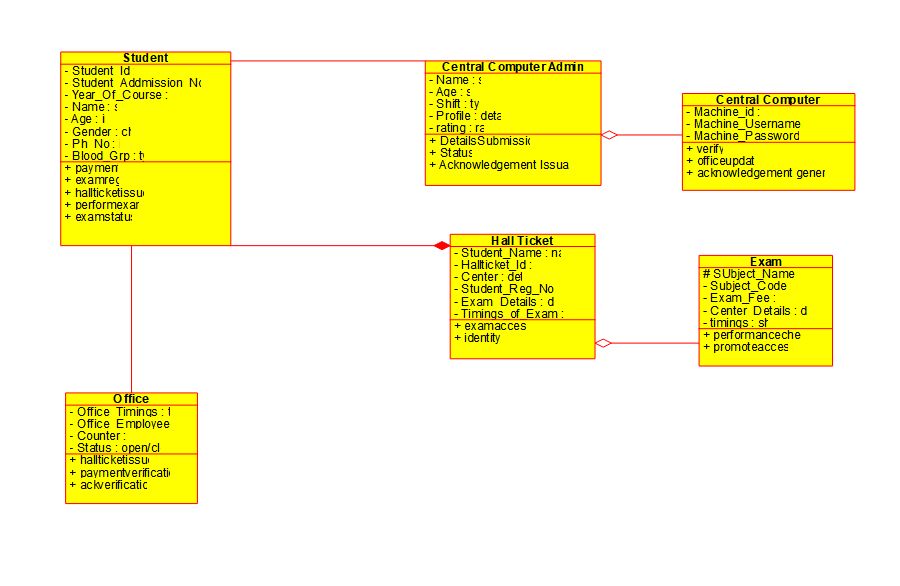 Student
- Student_Id
- Student_Addmission_No
- Year_Of_Course :
- Name : s
- Age : i
- Gender : ch
- Ph_No :
- Blood_Grp : ty
+ payment
+ examreg
+ hallticketissu
+ performexar
+ examstatu
Central Computer Admin
- Name : s
- Age : s
- Shift : ty
- Profile : deta
- rating : ra
+ DetailsSubmissio
+ Status
+ Acknowledgement Issua
Central Computer
- Machine_id :
- Machine_Username
- Machine_Password
+ verify
+ officeupdat
+ acknowledgement gener
Hall Ticket
- Student_Name : na
- Hallticket_Id :
- Center : det
- Student_Reg_No
- Exam_Details : d
- Timings_of_Exam :
+ examacces
+ identity
Exam
# SUbject_Name
- Subject_Code
- Exam_Fee :
- Center_Details : d
- timings : sh
+ performanceche
+ promoteacces
Office
- Office_Timings : t
- Office_Employee
- Counter :
- Status : open/cl
+ hallticketissu
+ paymentverificatio
+ ackverificatio